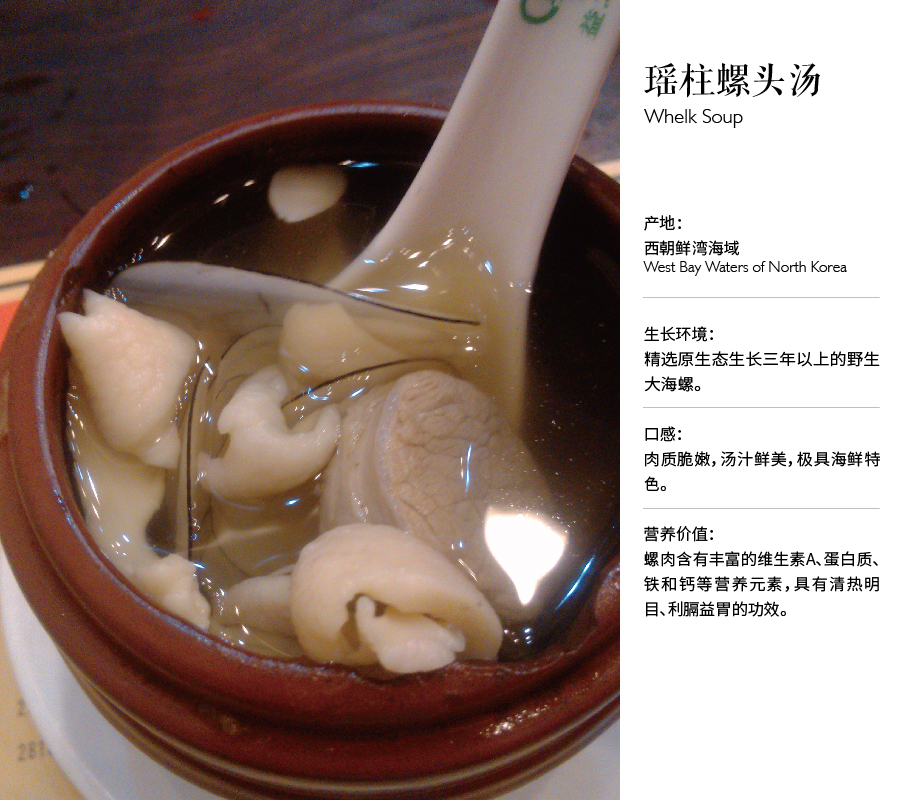 瑶柱螺头汤
Whelk Soup
产地：
西朝鲜湾海域
West Bay Waters of North Korea
生长环境：
精选原生态生长三年以上的野生
大海螺。
口感：
肉质脆嫩，汤汁鲜美，极具海鲜特
色。
营养价值：
螺肉含有丰富的维生素A、蛋白质、
铁和钙等营养元素，具有清热明
目、利膈益胃的功效。